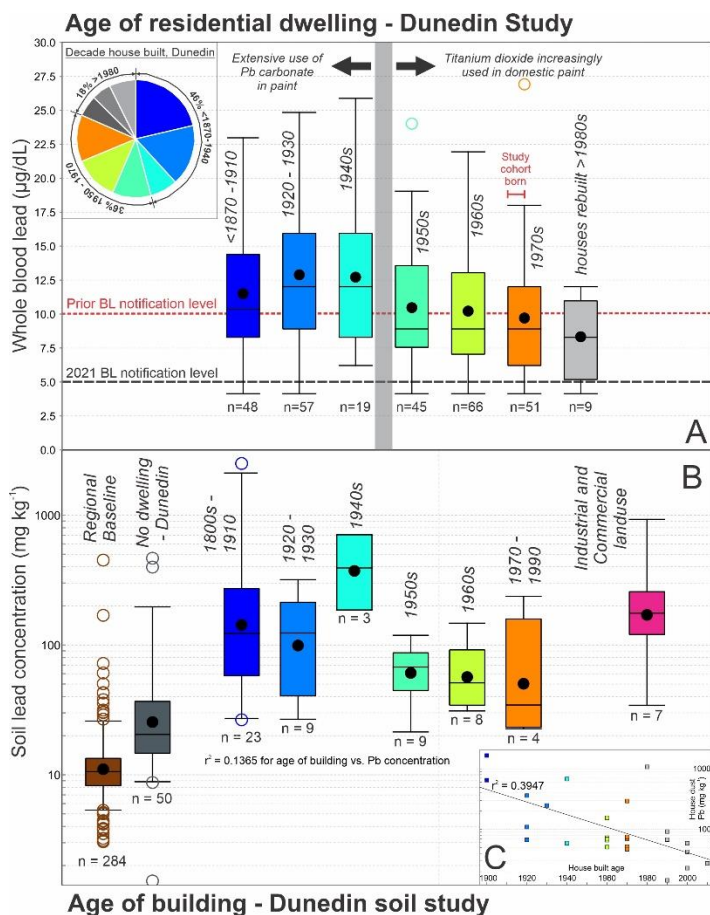 Age of residential dwelling - Dunedin Study
Decade house built, Dunedin
18% >1980
46% <1870-1940
36% 1950 - 1970
Extensive use of
Pb carbonate
in paint
Titanium dioxide increasingly
used in domestic paint
Whole blood lead (µg/dL)
30.0
27.5
25.0
22.5
20.0
17.5
15.0
12.5
10.0
7.5
5.0
2.5
0.0
<1870 -1910
1920 - 1930
1940s
1950s
1960s
Study
cohort
born
1970s
houses rebuilt >1980s
Prior BL notification level
2021 BL notification level
n=48
n=57
n=19
n=45
n=66
n=51
n=9
A
B
Soil lead concentration (mg kg-1)
1000
100
10
Regional
Baseline
No dwelling
- Dunedin
1800s -
1910
1920 -
1930
1940s
1950s
1960s
1970 -
1990
Industrial and
Commercial
landuse
n = 284
n = 50
n = 23
n = 9
n = 3
n = 9
n = 8
n = 4
n = 7
r² = 0.1365 for age of building vs. Pb concentration
r² = 0.3947
House dust
Pb (mg kg-1)
1000
100
C
House built age
1900
1920
1940
1960
1970
1980
2000
Age of building - Dunedin soil study